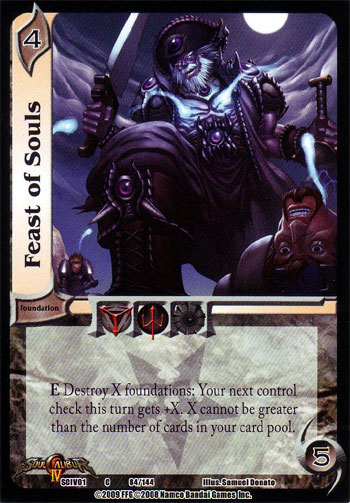 4
Feast of Souls
Foundation
E Destroy X foundations: Your next control
check this turn gets +X. X cannot be greater
than the number of cards in your card pool.
5
SOULCALIBUR
IV
SCIV01 C 84/144 Illus. Samuel Donato
©2009 FFG ©2008 Namco Bandai Games Inc.